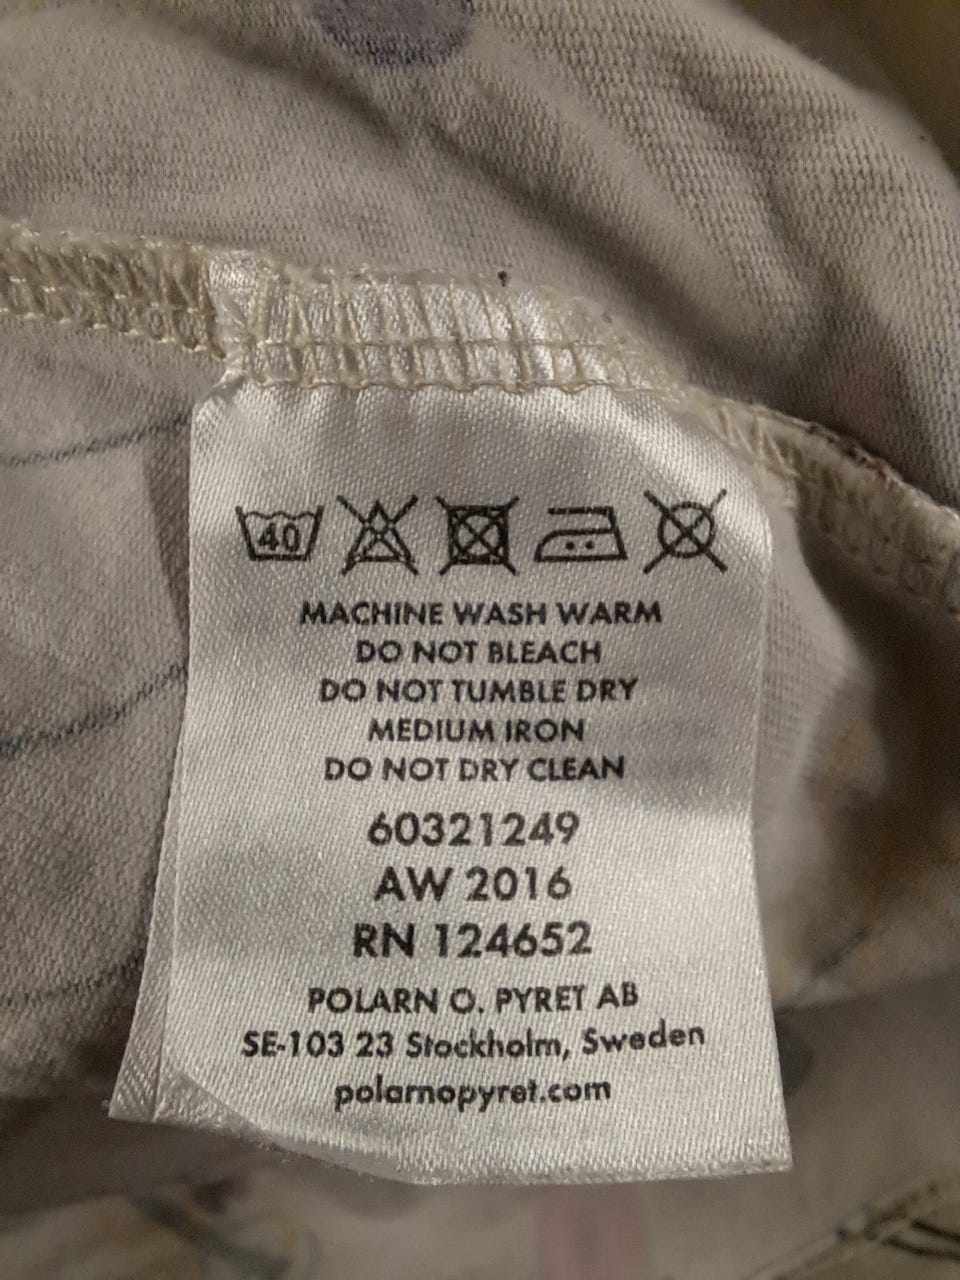 40
MACHINE WASH WARM
DO NOT BLEACH
DO NOT TUMBLE DRY
MEDIUM IRON
DO NOT DRY CLEAN
60321249
AW 2016
RN 124652
POLARN O. PYRET AB
SE-103 23 Stockholm, Sweden
polarnopyret.com